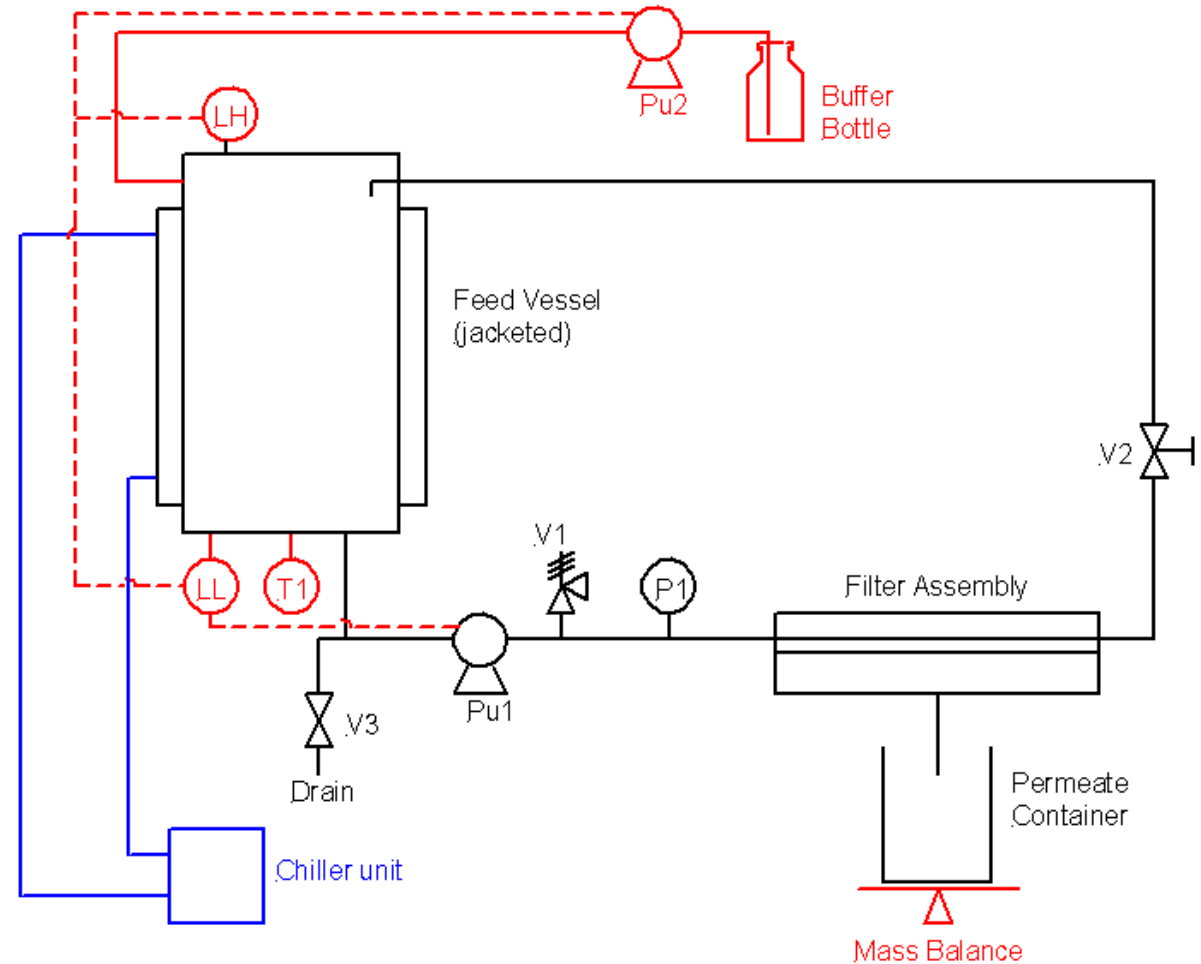 Pu2
Buffer
Bottle
LH
Feed Vessel
(jacketed)
V2
V1
LL
T1
P1
Filter Assembly
Pu1
V3
Drain
Permeate
Container
Chiller unit
Mass Balance